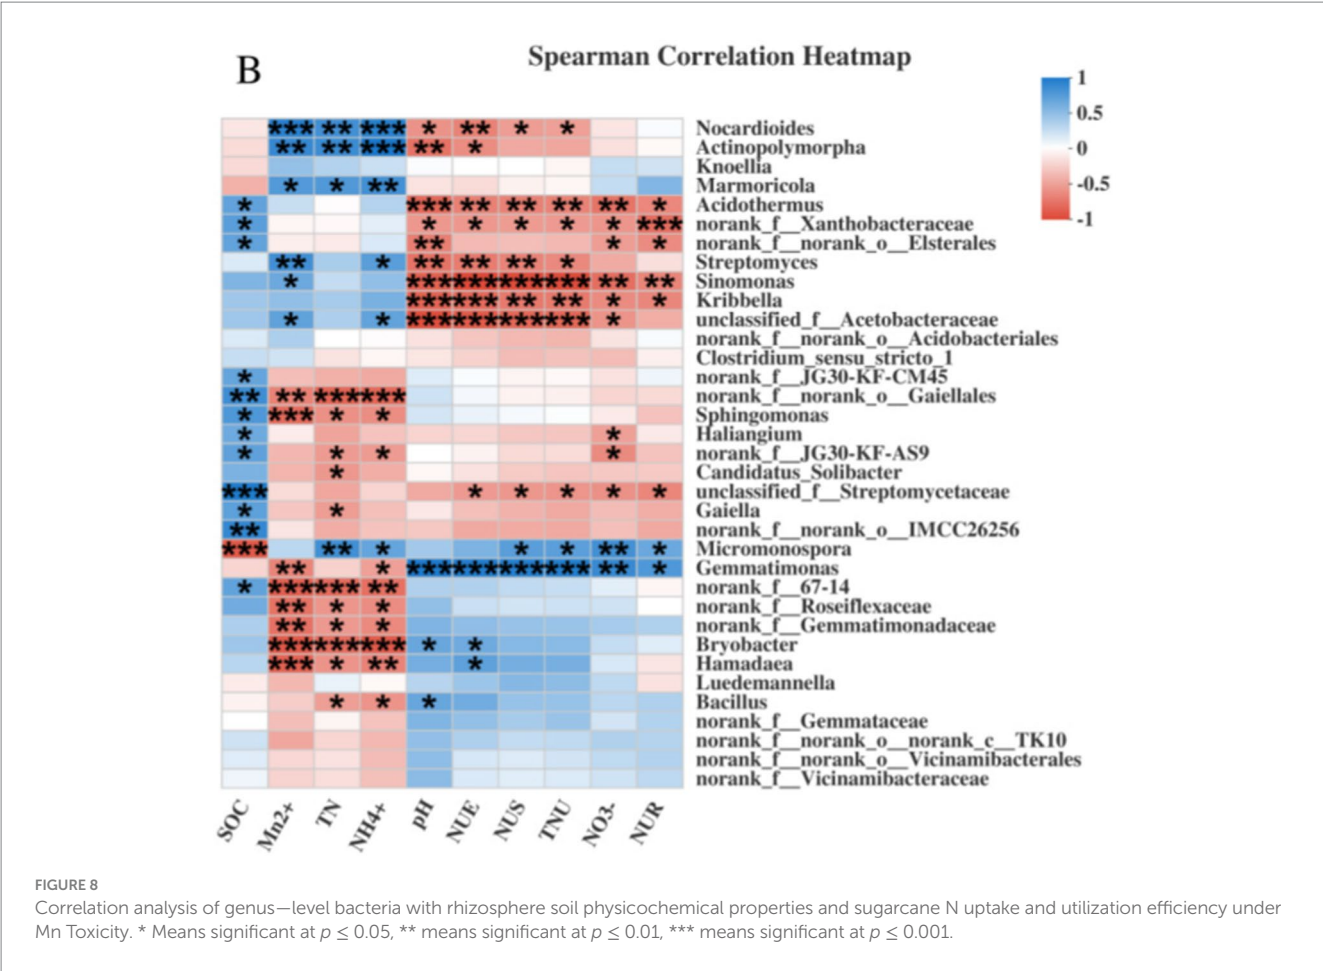 B
Spearman Correlation Heatmap
1
0.5
0
-0.5
-1
*** ** *** * ** * * Nocardioides
** ** *** ** * Actinopolymorpha
Knoellia
* * ** Marmoricola
* *** ** ** ** ** * Acidothermus
* * * * * * *** norank_f__Xanthobacteraceae
* ** * * norank_f__norank_o__Elsterales
** * ** ** ** * Streptomyces
* *** *** *** *** ** ** Sinomonas
*** *** ** ** * * Kribbella
* * *** *** *** *** * unclassified_f__Acetobacteraceae
norank_f__norank_o__Acidobacteriales
Clostridium_sensu_stricto_1
* norank_f__JG30-KF-CM45
** ** *** *** norank_f__norank_o__Gaiellales
* *** * * Sphingomonas
* * Haliangium
* * * * norank_f__JG30-KF-AS9
* Candidatus_Solibacter
*** * * * * * unclassified_f__Streptomycetaceae
* * Gaiella
** norank_f__norank_o__IMCC26256
*** ** * * * ** * Micromonospora
** * *** *** *** *** ** * Gemmatimonas
* *** *** ** norank_f__67-14
** * * norank_f__Roseiflexaceae
** * * norank_f__Gemmatimonadaceae
*** *** *** * * Bryobacter
*** * ** * Hamadaea
Luedemannella
* * * Bacillus
norank_f__Gemmataceae
norank_f__norank_o__norank_c__TK10
norank_f__norank_o__Vicinamibacterales
norank_f__Vicinamibacteraceae
SOC Mn2+ TN NH4+ pH NUE NUS TNU NO3- NUR
FIGURE 8
Correlation analysis of genus—level bacteria with rhizosphere soil physicochemical properties and sugarcane N uptake and utilization efficiency under
Mn Toxicity. * Means significant at p ≤ 0.05, ** means significant at p ≤ 0.01, *** means significant at p ≤ 0.001.